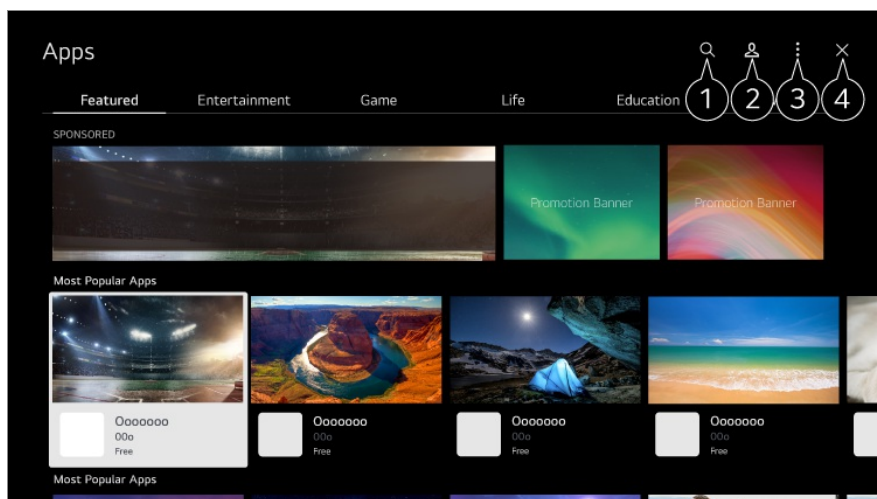 Apps
Featured Entertainment Game Life Education
1 2 3 4
SPONSORED
Promotion Banner Promotion Banner
Most Popular Apps
Ooooooo Ooooooo Ooooooo Ooooooo
00o 00o 00o 00o
Free Free Free Free
Most Popular Apps